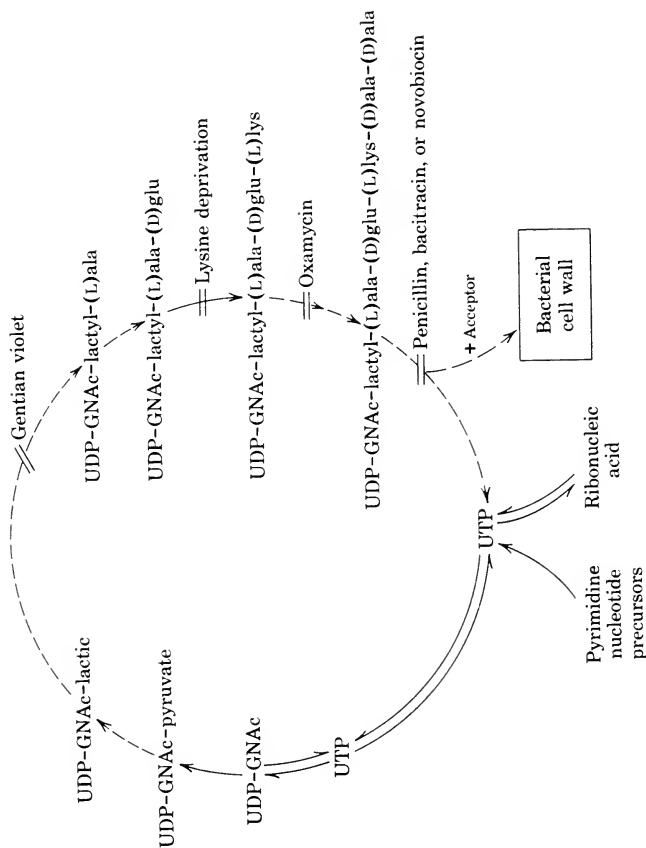 Gentian violet
UDP-GNAc-lactyl-(L)ala
UDP-GNAc-lactyl-(L)ala-(D)glu
Lysine deprivation
UDP-GNAc-lactyl-(L)ala-(D)glu-(L)lys
Oxamycin
UDP-GNAc-lactyl-(L)ala-(D)glu-(L)lys-(D)ala-(D)ala
Penicillin, bacitracin, or novobiocin
+ Acceptor
Bacterial
cell wall
UDP-GNAc-lactic
UDP-GNAc-pyruvate
UDP-GNAc
UTP
UTP
Pyrimidine
nucleotide
precursors
Ribonucleic
acid